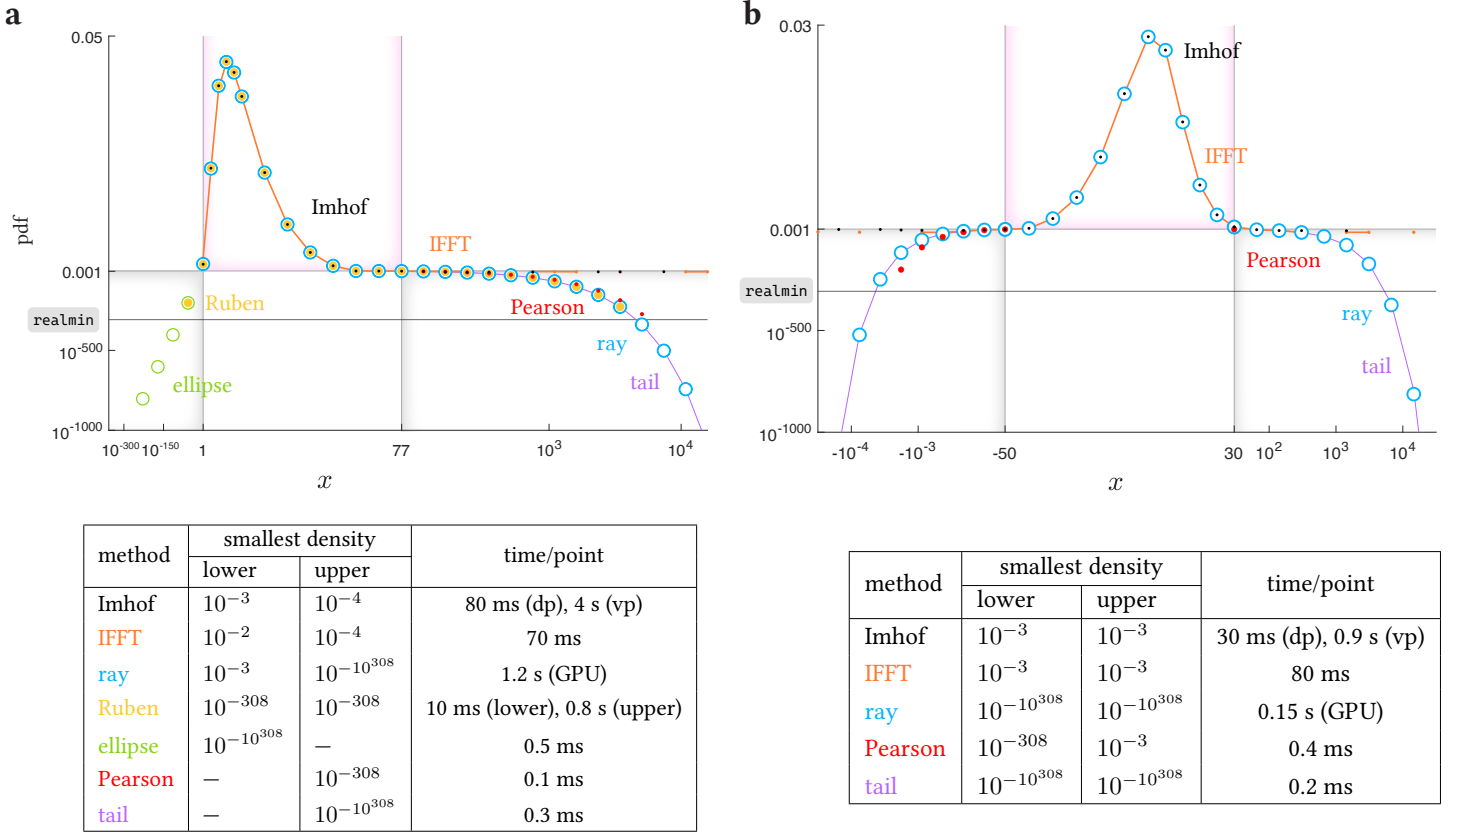 a
0.05
Imhof
IFFT
pdf
0.001
Ruben
Pearson
realmin
ray
10^-500
ellipse
tail
10^-1000
10^-300 10^-150 1 77 10^3 10^4
x
method smallest density time/point
lower upper
Imhof 10^−3 10^−4 80 ms (dp), 4 s (vp)
IFFT 10^−2 10^−4 70 ms
ray 10^−3 10^−10^308 1.2 s (GPU)
Ruben 10^−308 10^−308 10 ms (lower), 0.8 s (upper)
ellipse 10^−10^308 – 0.5 ms
Pearson – 10^−308 0.1 ms
tail – 10^−10^308 0.3 ms
b
0.03
Imhof
IFFT
0.001
Pearson
realmin
ray
10^-500
tail
10^-1000
-10^-4 -10^-3 -50 30 10^2 10^3 10^4
x
method smallest density time/point
lower upper
Imhof 10^−3 10^−3 30 ms (dp), 0.9 s (vp)
IFFT 10^−3 10^−3 80 ms
ray 10^−10^308 10^−10^308 0.15 s (GPU)
Pearson 10^−308 10^−3 0.4 ms
tail 10^−10^308 10^−10^308 0.2 ms